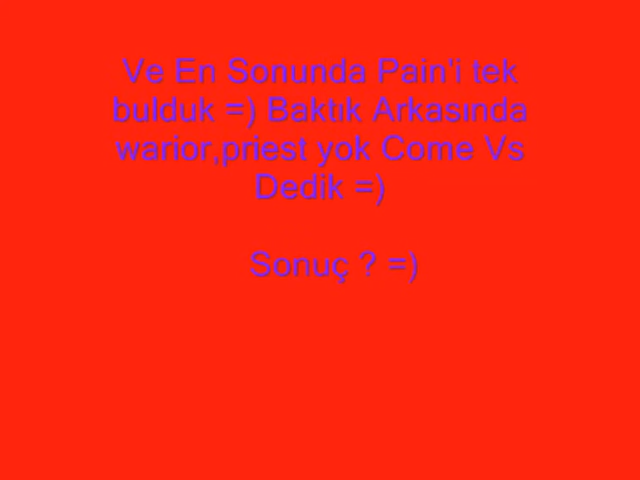 Ve En Sonunda Pain'i tek
bulduk =) Baktık Arkasında
warior,priest yok Come Vs
Dedik =)
Sonuç ? =)